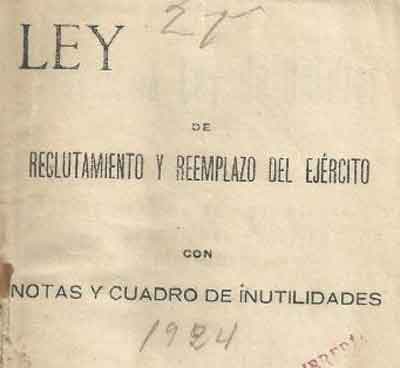 LEY
DE
RECLUTAMIENTO Y REEMPLAZO DEL EJÉRCITO
CON
NOTAS Y CUADRO DE INUTILIDADES
1924